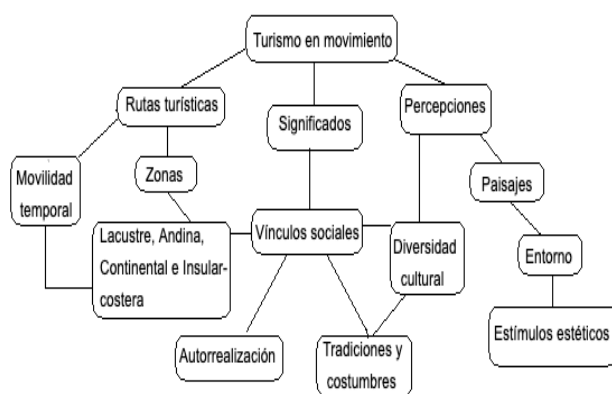 Turismo en movimiento
Rutas turísticas
Significados
Percepciones
Movilidad
temporal
Zonas
Paisajes
Lacustre, Andina,
Continental e Insular-
costera
Vínculos sociales
Diversidad
cultural
Entorno
Autorrealización
Tradiciones y
costumbres
Estímulos estéticos